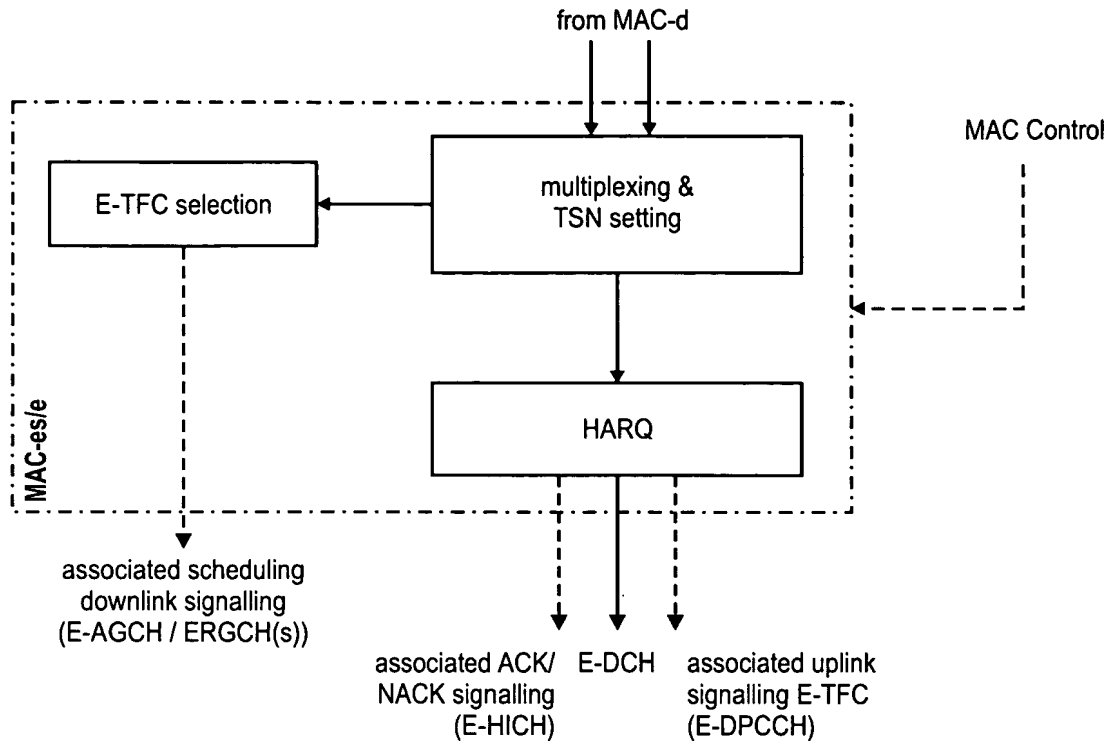 from MAC-d
MAC Control
E-TFC selection
multiplexing &
TSN setting
HARQ
MAC-es/e
associated scheduling
downlink signalling
(E-AGCH / ERGCH(s))
associated ACK/
NACK signalling
(E-HICH)
E-DCH
associated uplink
signalling E-TFC
(E-DPCCH)